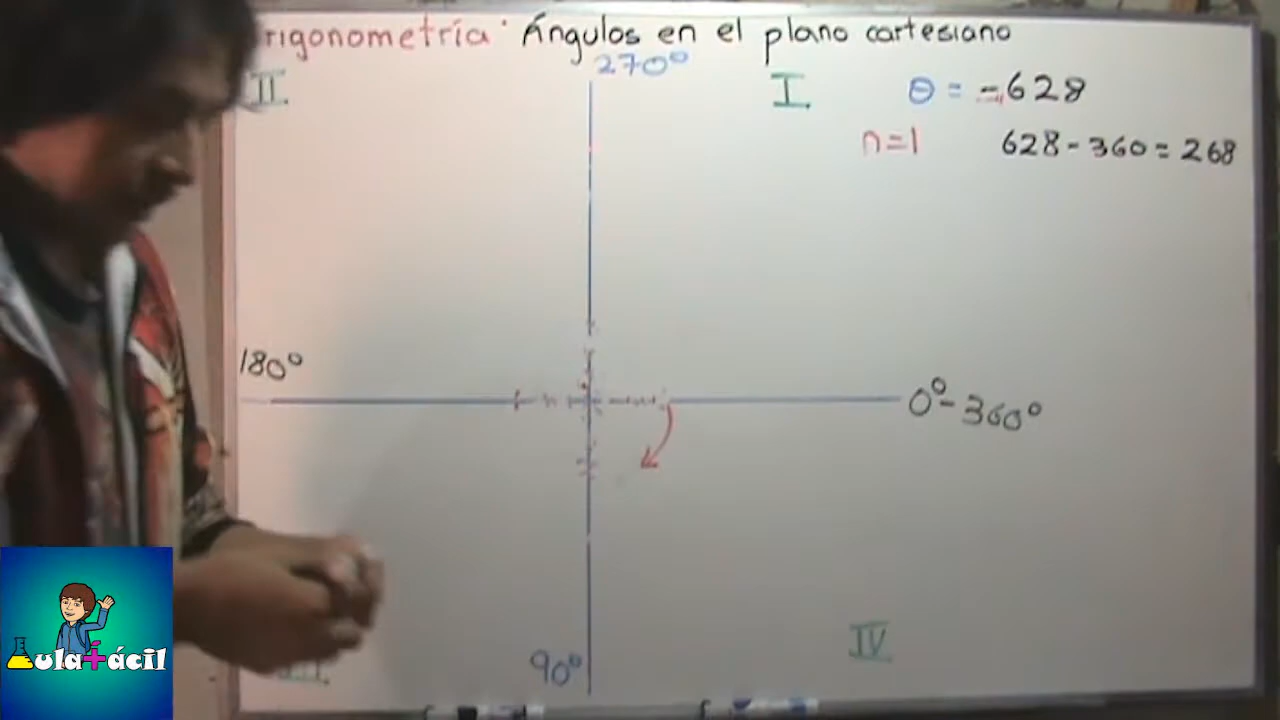 rigonometría: Ángulos en el plano cartesiano
270°
II
I
θ = -628
n=1
628-360=268
180°
0°-360°
90°
IV
Aula+ácil